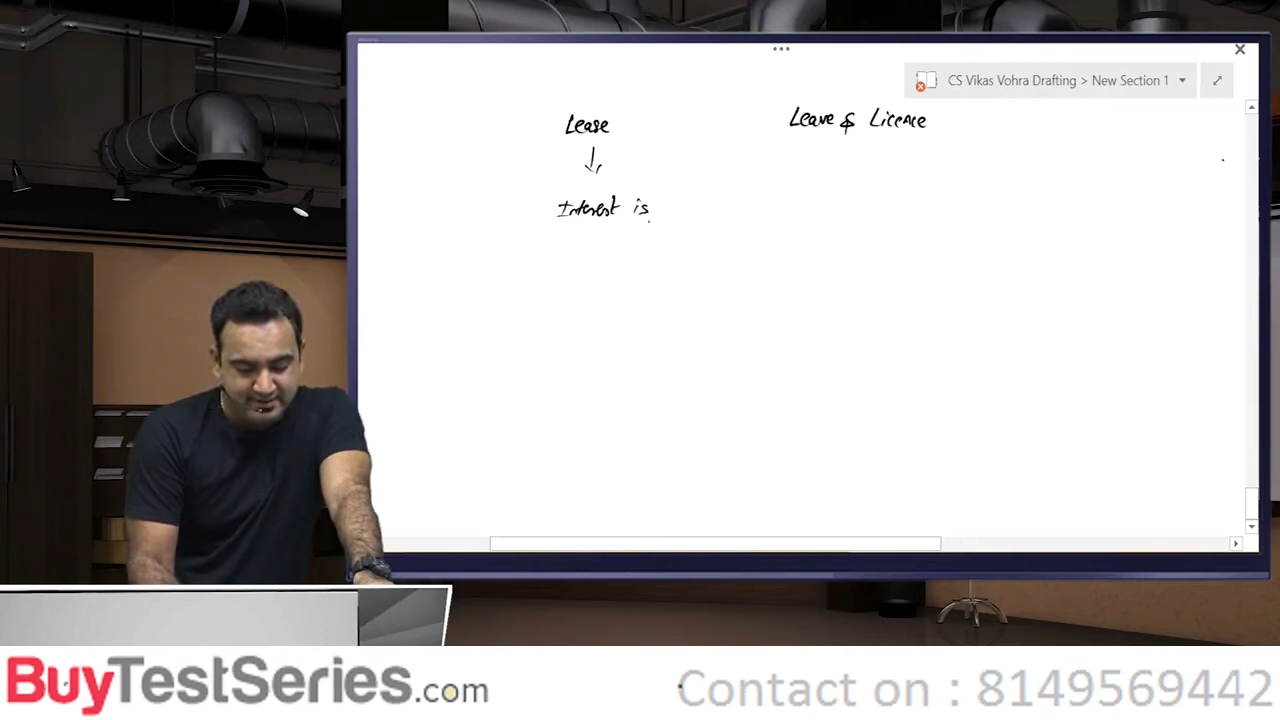 CS Vikas Vohra Drafting > New Section 1
Lease
Leave & Licence
Interest is
BuyTestSeries.com
Contact on : 8149569442